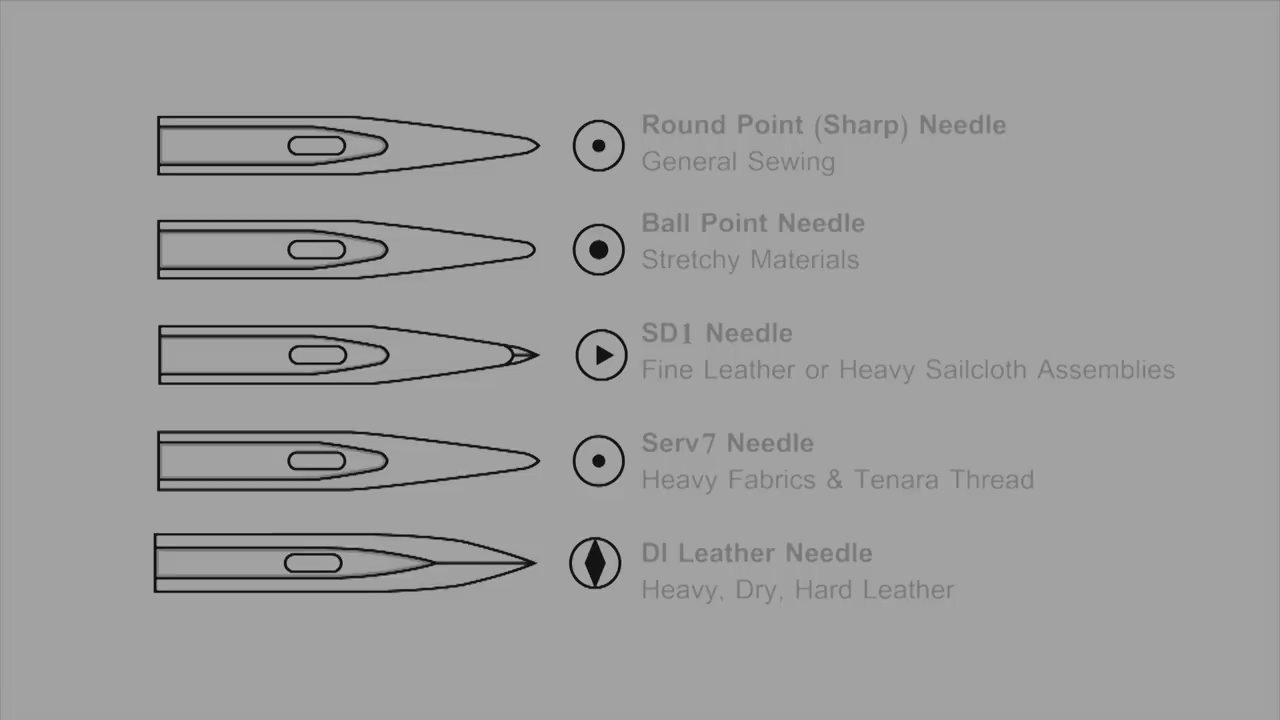 Round Point (Sharp) Needle
General Sewing
Ball Point Needle
Stretchy Materials
SD1 Needle
Fine Leather or Heavy Sailcloth Assemblies
Serv7 Needle
Heavy Fabrics & Tenara Thread
DI Leather Needle
Heavy, Dry, Hard Leather